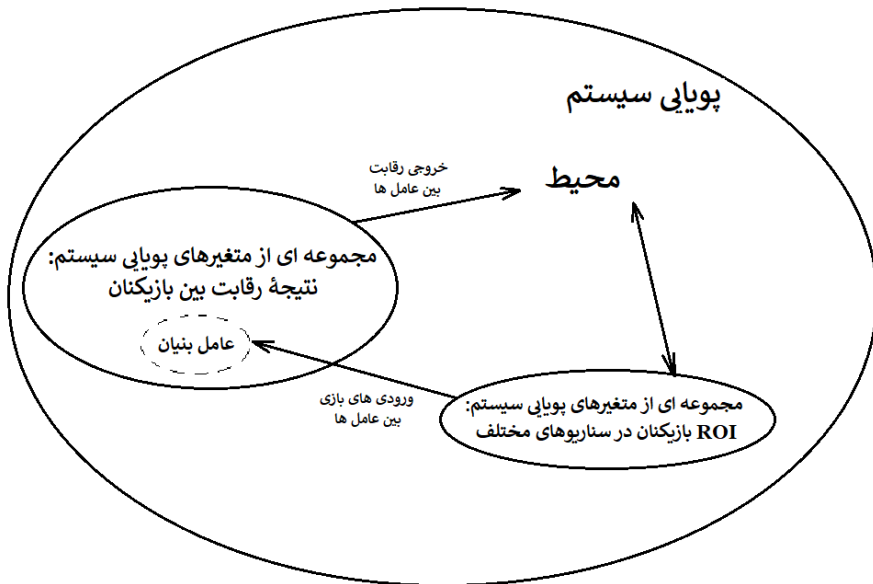 پویایی سیستم
خروجی رقابت
بین عامل ها
محیط
مجموعه ای از متغیرهای پویایی سیستم:
نتیجۀ رقابت بین بازیکنان
عامل بنیان
ورودی های بازی
بین عامل ها
مجموعه ای از متغیرهای پویایی سیستم:
ROI بازیکنان در سناریوهای مختلف